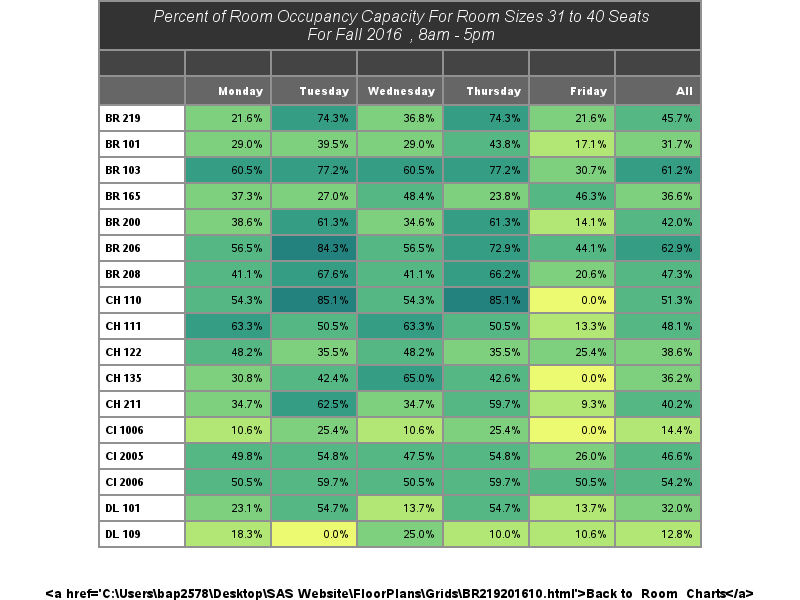 Percent of Room Occupancy Capacity For Room Sizes 31 to 40 Seats
For Fall 2016 , 8am - 5pm
Monday Tuesday Wednesday Thursday Friday All
BR 219 21.6% 74.3% 36.8% 74.3% 21.6% 45.7%
BR 101 29.0% 39.5% 29.0% 43.8% 17.1% 31.7%
BR 103 60.5% 77.2% 60.5% 77.2% 30.7% 61.2%
BR 165 37.3% 27.0% 48.4% 23.8% 46.3% 36.6%
BR 200 38.6% 61.3% 34.6% 61.3% 14.1% 42.0%
BR 206 56.5% 84.3% 56.5% 72.9% 44.1% 62.9%
BR 208 41.1% 67.6% 41.1% 66.2% 20.6% 47.3%
CH 110 54.3% 85.1% 54.3% 85.1% 0.0% 51.3%
CH 111 63.3% 50.5% 63.3% 50.5% 13.3% 48.1%
CH 122 48.2% 35.5% 48.2% 35.5% 25.4% 38.6%
CH 135 30.8% 42.4% 65.0% 42.6% 0.0% 36.2%
CH 211 34.7% 62.5% 34.7% 59.7% 9.3% 40.2%
CI 1006 10.6% 25.4% 10.6% 25.4% 0.0% 14.4%
CI 2005 49.8% 54.8% 47.5% 54.8% 26.0% 46.6%
CI 2006 50.5% 59.7% 50.5% 59.7% 50.5% 54.2%
DL 101 23.1% 54.7% 13.7% 54.7% 13.7% 32.0%
DL 109 18.3% 0.0% 25.0% 10.0% 10.6% 12.8%
<a href='C:\Users\bap2578\Desktop\SAS Website\FloorPlans\Grids\BR219201610.html'>Back to Room Charts</a>